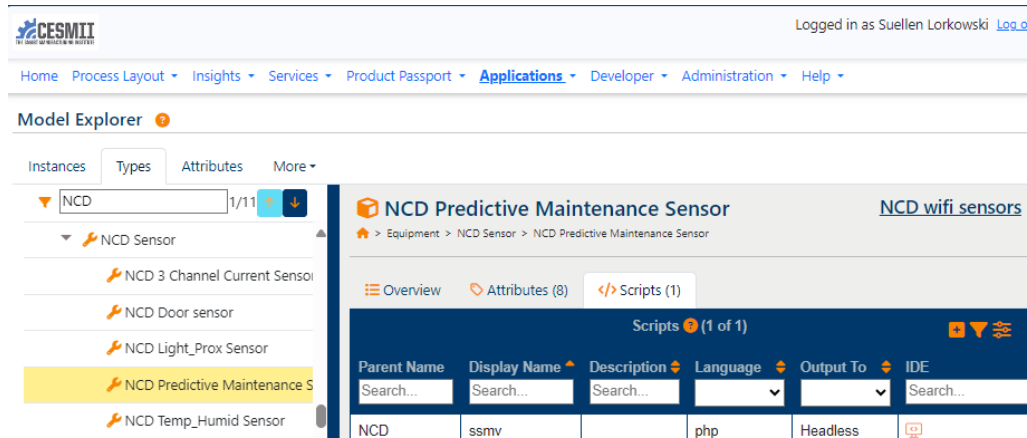 CESMII
Logged in as Suellen Lorkowski Log o
Home Process Layout Insights Services Product Passport Applications Developer Administration Help
Model Explorer ?
Instances Types Attributes More
NCD 1/11
NCD Sensor
NCD 3 Channel Current Sensor
NCD Door sensor
NCD Light_Prox Sensor
NCD Predictive Maintenance S
NCD Temp_Humid Sensor
NCD Predictive Maintenance Sensor NCD wifi sensors
> Equipment > NCD Sensor > NCD Predictive Maintenance Sensor
Overview Attributes (8) </> Scripts (1)
Scripts ? (1 of 1)
Parent Name Display Name Description Language Output To IDE
Search... Search... Search... Search...
NCD ssmv php Headless